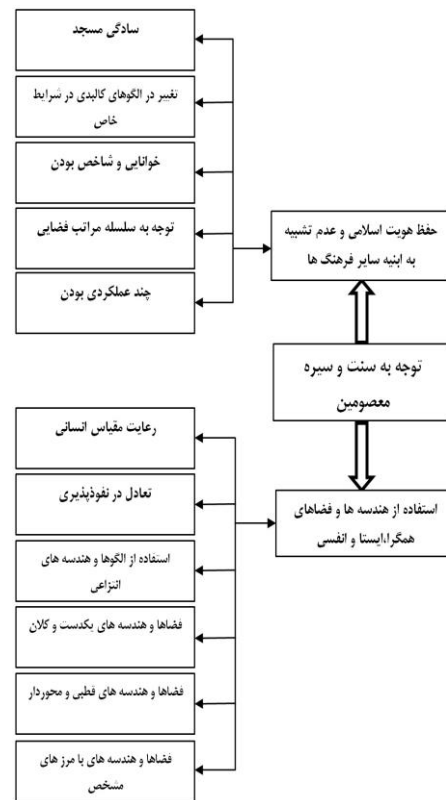 سادگی مسجد
تغییر در الگوهای کالبدی در شرایط
خاص
خوانایی و شاخص بودن
توجه به سلسله مراتب فضایی
چند عملکردی بودن
حفظ هویت اسلامی و عدم تشبیه
به ابنیه سایر فرهنگ ها
توجه به سنت و سیره
معصومین
استفاده از هندسه ها و فضاهای
همگرا،ایستا و انفسی
رعایت مقیاس انسانی
تعادل در نفوذپذیری
استفاده از الگوها و هندسه های
انتزاعی
فضاها و هندسه های یکدست و کلان
فضاها و هندسه های قطبی و محوردار
فضاها و هندسه های با مرز های
مشخص